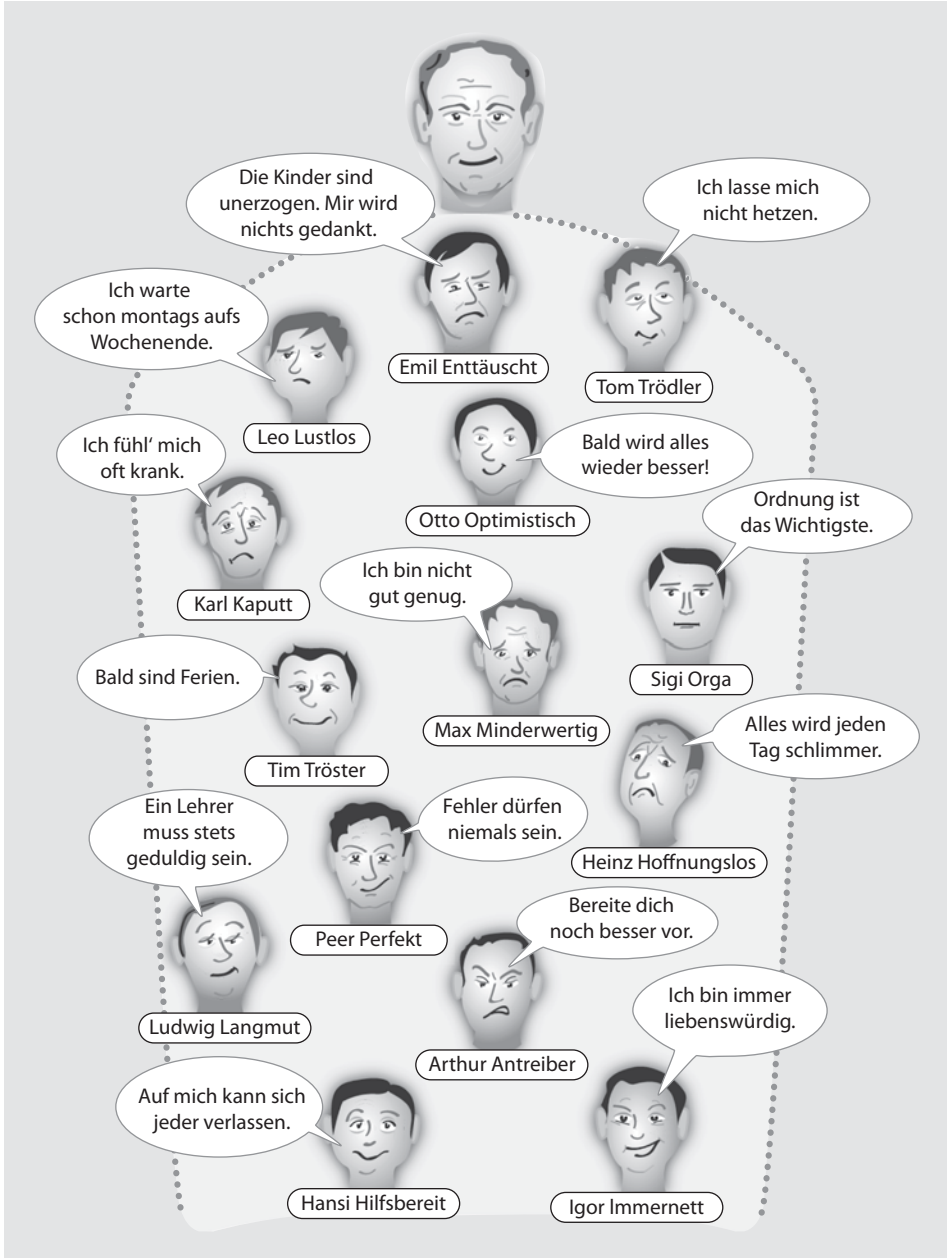 Die Kinder sind
unerzogen. Mir wird
nichts gedankt.
Emil Enttäuscht
Ich lasse mich
nicht hetzen.
Tom Trödler
Ich warte
schon montags aufs
Wochenende.
Leo Lustlos
Bald wird alles
wieder besser!
Otto Optimistisch
Ich fühl‘ mich
oft krank.
Karl Kaputt
Ordnung ist
das Wichtigste.
Sigi Orga
Ich bin nicht
gut genug.
Max Minderwertig
Bald sind Ferien.
Tim Tröster
Alles wird jeden
Tag schlimmer.
Heinz Hoffnungslos
Fehler dürfen
niemals sein.
Peer Perfekt
Ein Lehrer
muss stets
geduldig sein.
Ludwig Langmut
Bereite dich
noch besser vor.
Arthur Antreiber
Ich bin immer
liebenswürdig.
Igor Immernett
Auf mich kann sich
jeder verlassen.
Hansi Hilfsbereit